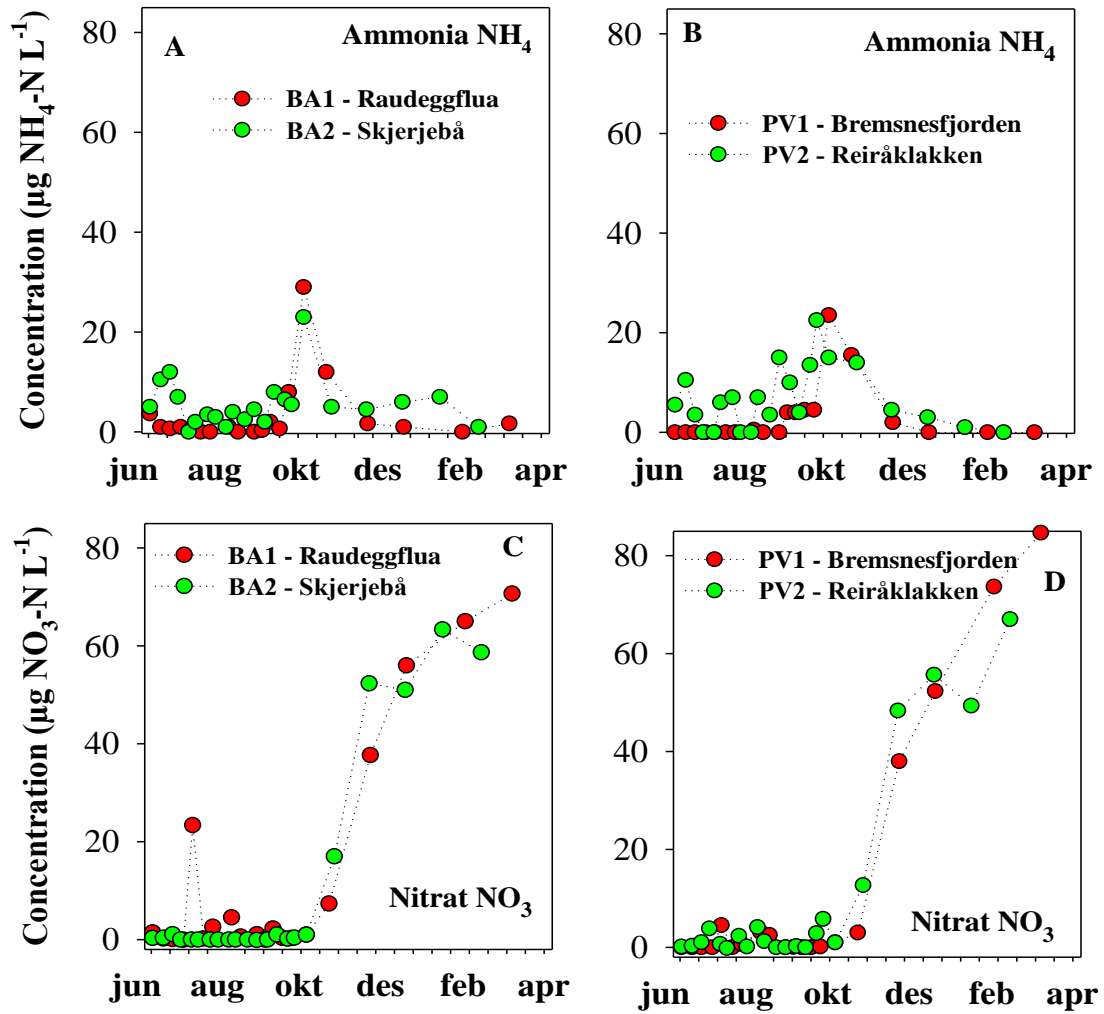 A
Ammonia NH4
BA1 - Raudeggflua
BA2 - Skjerjebå
Concentration (µg NH4-N L-1)
80
60
40
20
0
jun aug okt des feb apr
B
Ammonia NH4
PV1 - Bremsnesfjorden
PV2 - Reiråklakken
80
60
40
20
0
jun aug okt des feb apr
C
BA1 - Raudeggflua
BA2 - Skjerjebå
Concentration (µg NO3-N L-1)
80
60
40
20
0
Nitrat NO3
jun aug okt des feb apr
PV1 - Bremsnesfjorden
PV2 - Reiråklakken
D
80
60
40
20
0
Nitrat NO3
jun aug okt des feb apr